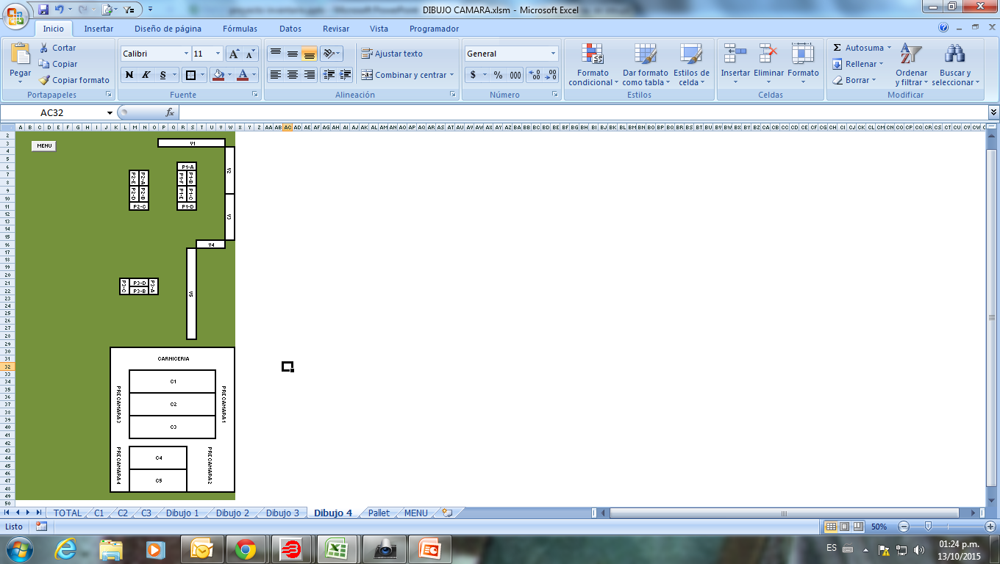 DIBUJO CAMARA.xlsm - Microsoft Excel
Inicio Insertar Diseño de página Fórmulas Datos Revisar Vista Programador
Pegar
Cortar
Copiar
Copiar formato
Portapapeles
Calibri 11
N K S
Fuente
Ajustar texto
Combinar y centrar
Alineación
General
$ % 000
Número
Formato condicional
Dar formato como tabla
Estilos de celda
Estilos
Insertar Eliminar Formato
Celdas
Autosuma
Rellenar
Borrar
Ordenar y filtrar
Buscar y seleccionar
Modificar
AC32
fx
A B C D E F G H I J K L M N O P Q R S T U V W X Y Z AA AB AC AD AE AF AG AH AI AJ AK AL AM AN AO AP AQ AR AS AT AU AV AW AX AY AZ BA BB BC BD BE BF BG BH BI BJ BK BL BM BN BO BP BQ BR BS BT BU BV BW BX BY BZ CA CB CC CD CE CF CG CH CI CJ CK CL CM CN CO CP CQ CR CS CT CU CV CW
2
3
4
5
6
7
8
9
10
11
12
13
14
15
16
17
18
19
20
21
22
23
24
25
26
27
28
29
30
31
32
33
34
35
36
37
38
39
40
41
42
43
44
45
46
47
48
49
50
MENU
V1
V2
V3
V4
V5
P2-E P2-A
P2-D P2-B
P2-C
P1-A
P1-F P1-B
P1-E P1-C
P1-D
P3-C
P3-D
P3-B
P3-A
CARNICERIA
C1
C2
C3
PRECAMARA3
PRECAMARA1
C4
C5
PRECAMARA4
PRECAMARA2
TOTAL C1 C2 C3 Dibujo 1 Dibujo 2 Dibujo 3 Dibujo 4 Pallet MENU
Listo
50%
ES
01:24 p.m.
13/10/2015